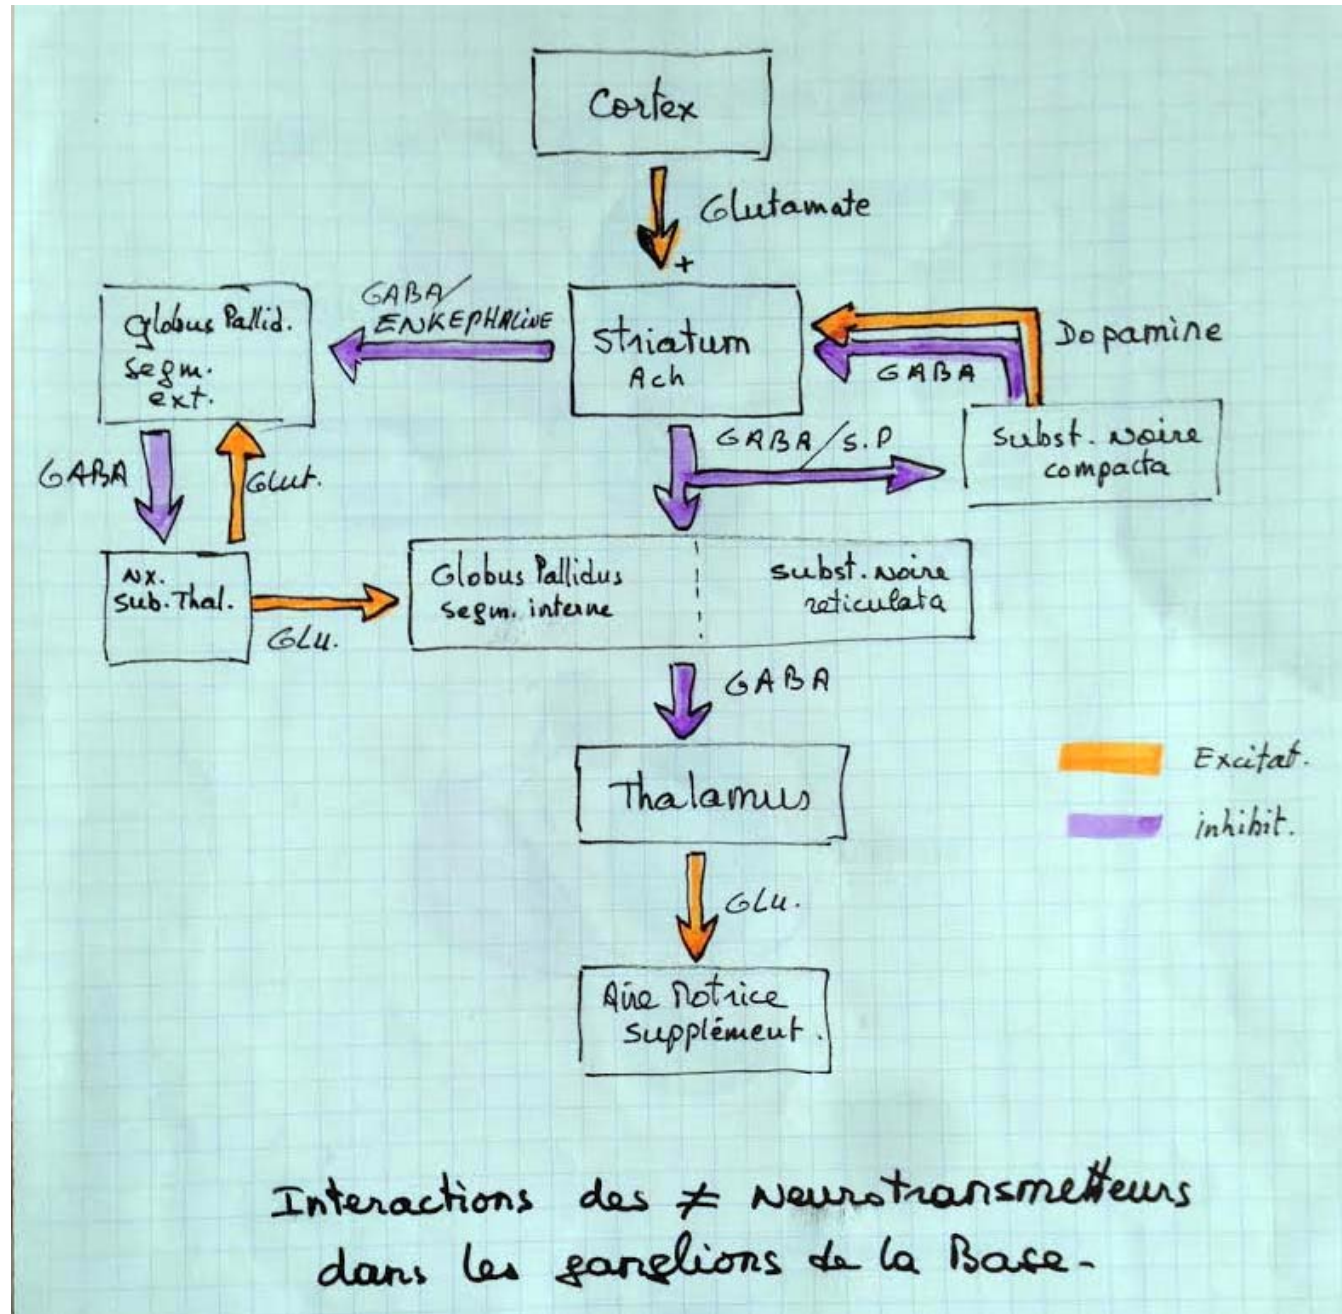 Cortex
Glutamate
+
GABA/
ENKEPHALINE
Globus Pallid.
segm.
ext.
Striatum
Ach
Dopamine
GABA
Subst. Noire
compacta
GABA/S.P
GABA
Glut.
Nx.
Sub.Thal.
GLU.
Globus Pallidus
segm. interne
Subst. Noire
reticulata
GABA
Thalamus
Excitat.
inhibit.
GLU.
Aire Motrice
supplément.
Interactions des ≠ Neurotransmetteurs
dans les ganglions de la Base-